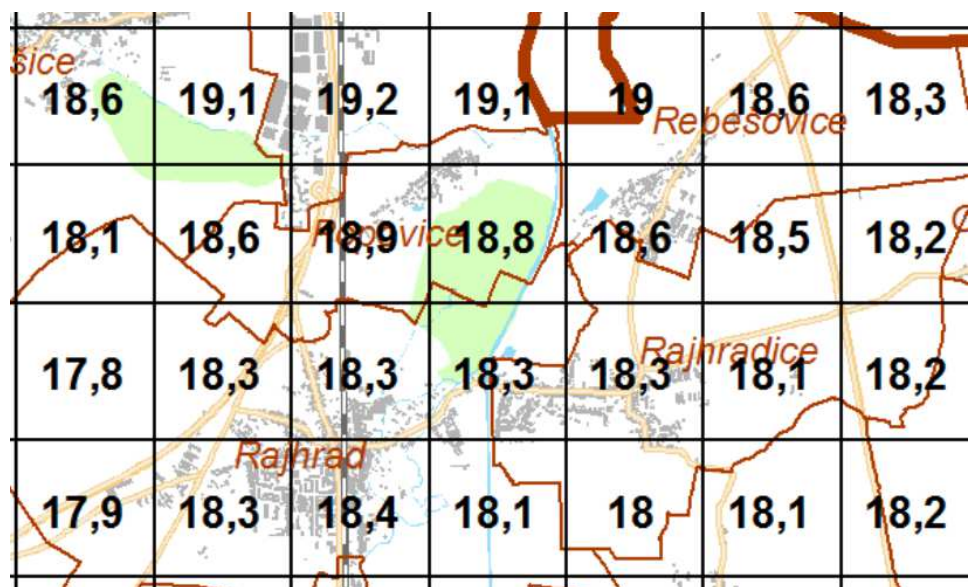 šice
18,6 19,1 19,2 19,1 19 18,6 18,3
Rebešovice
18,1 18,6 18,9 18,8 18,6 18,5 18,2
Rajhradice
17,8 18,3 18,3 18,3 18,3 18,1 18,2
Rajhrad
17,9 18,3 18,4 18,1 18 18,1 18,2